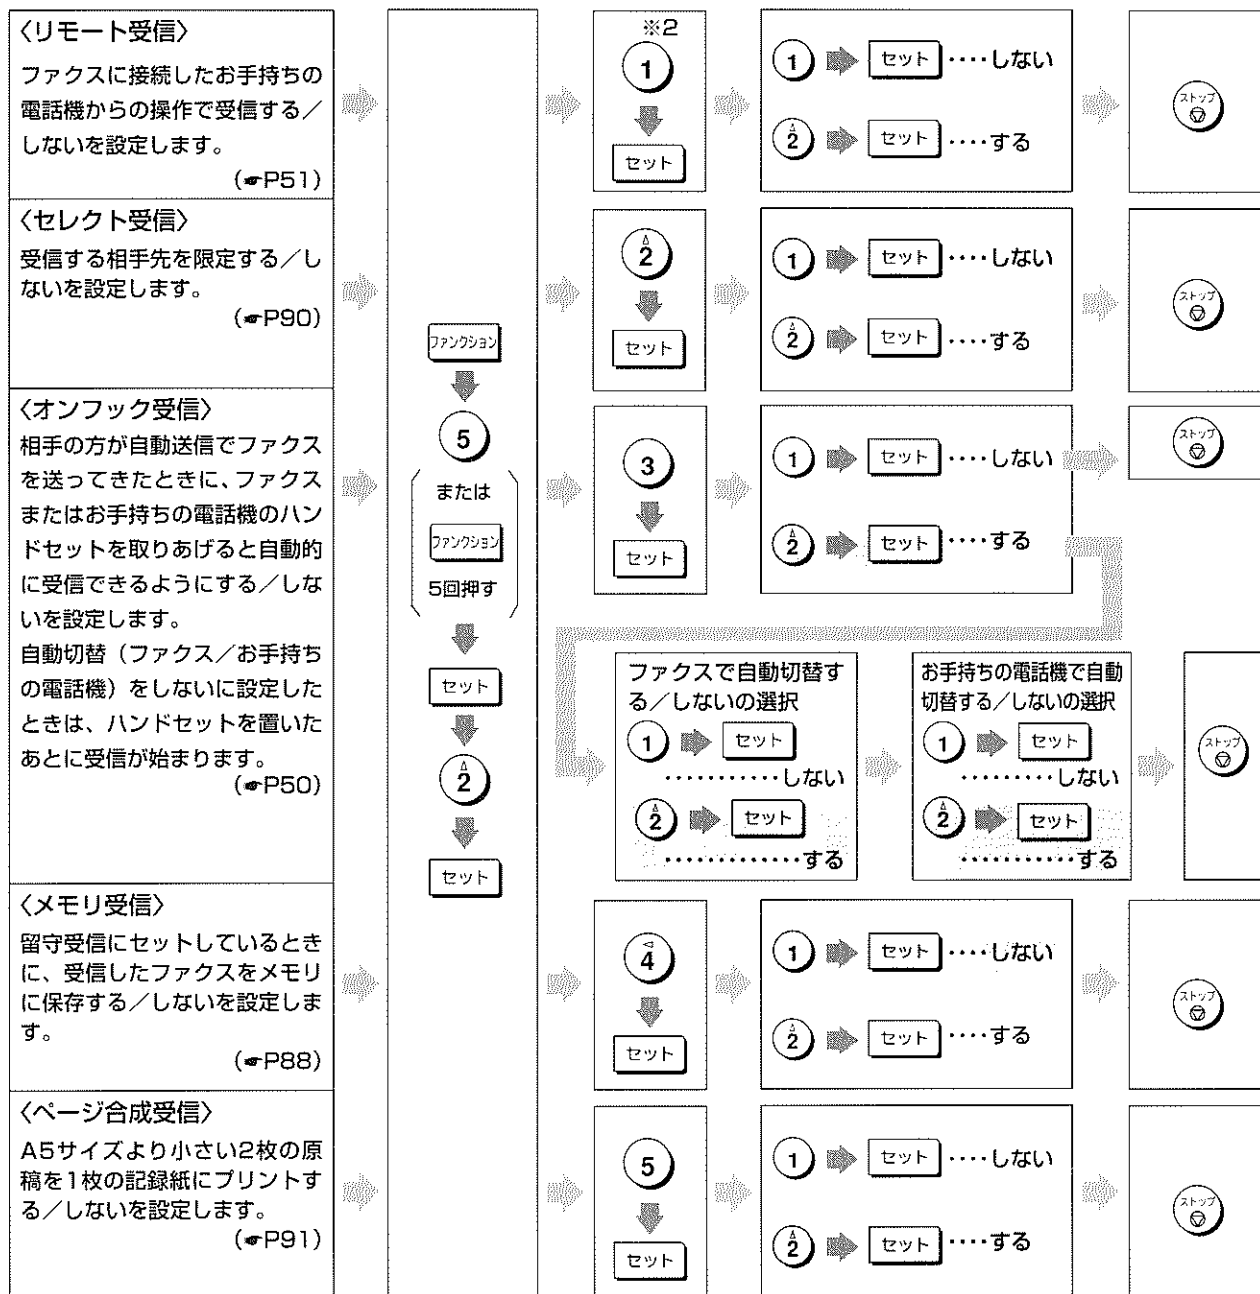 〈リモート受信〉
ファクスに接続したお手持ちの
電話機からの操作で受信する／
しないを設定します。
(☛P51)
〈セレクト受信〉
受信する相手先を限定する／し
ないを設定します。
(☛P90)
〈オンフック受信〉
相手の方が自動送信でファクス
を送ってきたときに、ファクス
またはお手持ちの電話機のハン
ドセットを取りあげると自動的
に受信できるようにする／しな
いを設定します。
自動切替（ファクス／お手持ち
の電話機）をしないに設定した
ときは、ハンドセットを置いた
あとに受信が始まります。
(☛P50)
〈メモリ受信〉
留守受信にセットしているとき
に、受信したファクスをメモリ
に保存する／しないを設定しま
す。
(☛P88)
〈ページ合成受信〉
A5サイズより小さい2枚の原
稿を1枚の記録紙にプリントす
る／しないを設定します。
(☛P91)
ファンクション
5
または
ファンクション
5回押す
セット
2
セット
※2
1
セット
1 セット ････しない
2 セット ････する
ストップ
2
セット
1 セット ････しない
2 セット ････する
ストップ
3
セット
1 セット ････しない
2 セット ････する
ストップ
ファクスで自動切替す
る／しないの選択
1 セット
･･･････････しない
2 セット
････････････する
お手持ちの電話機で自動
切替する／しないの選択
1 セット
･････････しない
2 セット
･･･････････する
ストップ
4
セット
1 セット ････しない
2 セット ････する
ストップ
5
セット
1 セット ････しない
2 セット ････する
ストップ